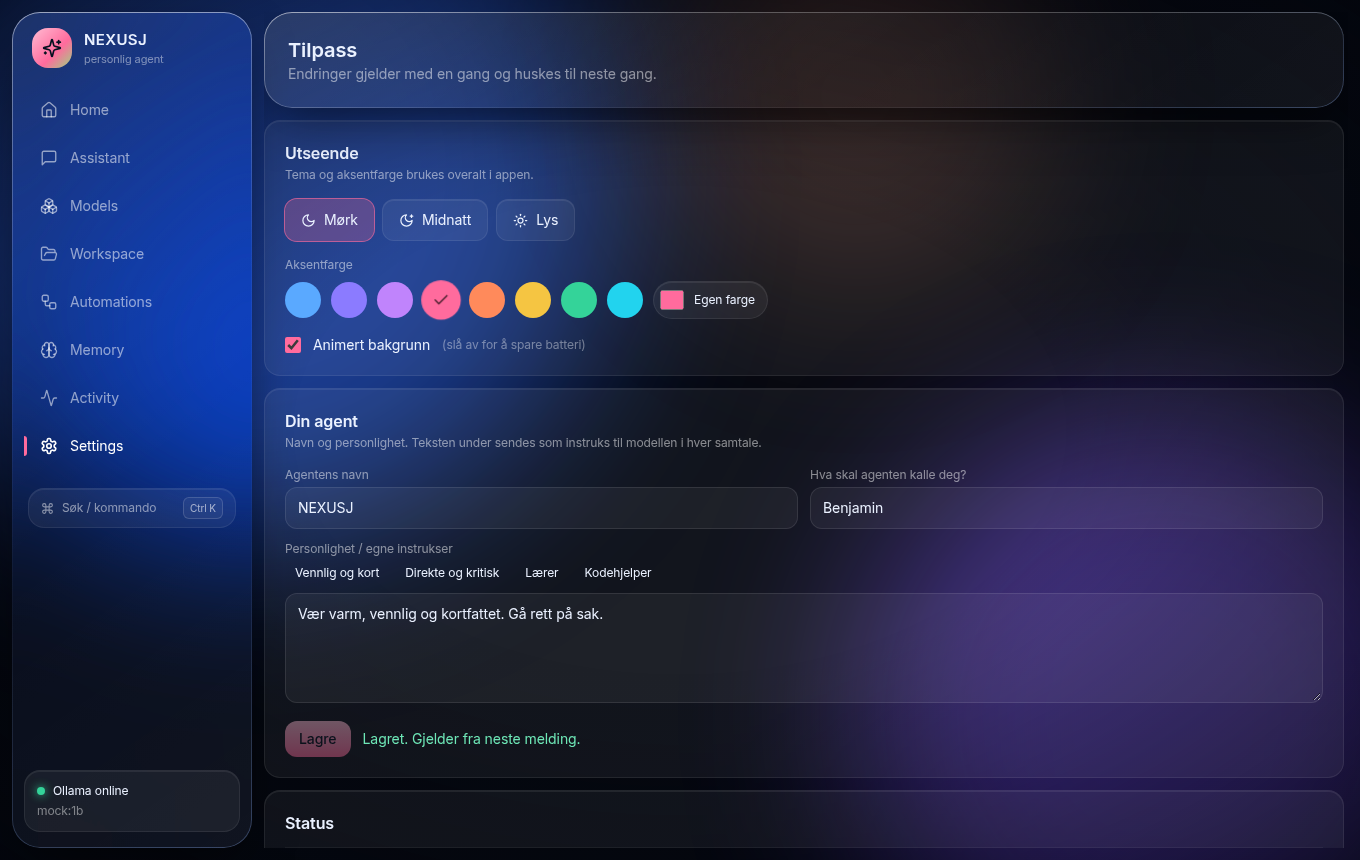 NEXUSJ
personlig agent
Home
Assistant
Models
Workspace
Automations
Memory
Activity
Settings
⌘ Søk / kommando Ctrl K
Ollama online
mock:1b
Tilpass
Endringer gjelder med en gang og huskes til neste gang.
Utseende
Tema og aksentfarge brukes overalt i appen.
Mørk Midnatt Lys
Aksentfarge
Egen farge
Animert bakgrunn (slå av for å spare batteri)
Din agent
Navn og personlighet. Teksten under sendes som instruks til modellen i hver samtale.
Agentens navn Hva skal agenten kalle deg?
NEXUSJ Benjamin
Personlighet / egne instrukser
Vennlig og kort Direkte og kritisk Lærer Kodehjelper
Vær varm, vennlig og kortfattet. Gå rett på sak.
Lagre Lagret. Gjelder fra neste melding.
Status